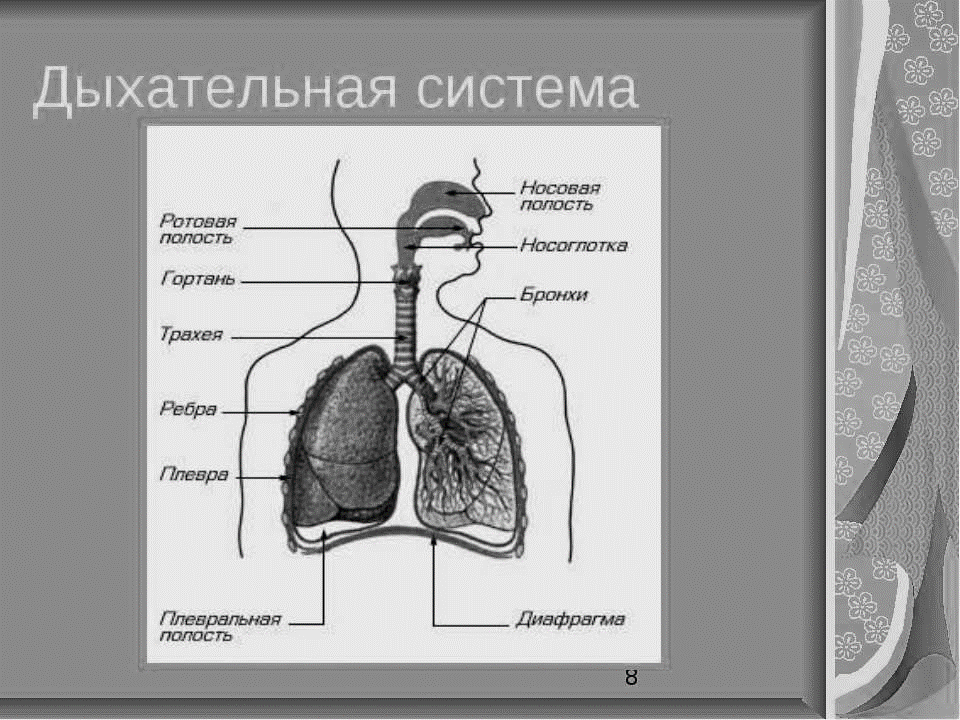 Дыхательная система
Носовая
полость
Ротовая
полость
Носоглотка
Гортань
Бронхи
Трахея
Ребра
Плевра
Плевральная
полость
Диафрагма
8